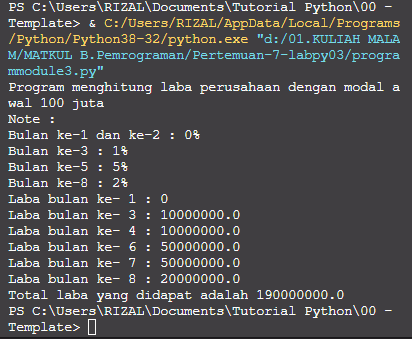 PS C:\Users\RIZAL\Documents\Tutorial Python\00 -
Template> & C:/Users/RIZAL/AppData/Local/Programs
/Python/Python38-32/python.exe "d:/01.KULIAH MALA
M/MATKUL B.Pemrograman/Pertemuan-7-labpy03/progra
mmodule3.py"
Program menghitung laba perusahaan dengan modal a
wal 100 juta
Note :
Bulan ke-1 dan ke-2 : 0%
Bulan ke-3 : 1%
Bulan ke-5 : 5%
Bulan ke-8 : 2%
Laba bulan ke- 1 : 0
Laba bulan ke- 3 : 10000000.0
Laba bulan ke- 4 : 10000000.0
Laba bulan ke- 6 : 50000000.0
Laba bulan ke- 7 : 50000000.0
Laba bulan ke- 8 : 20000000.0
Total laba yang didapat adalah 190000000.0
PS C:\Users\RIZAL\Documents\Tutorial Python\00 -
Template>